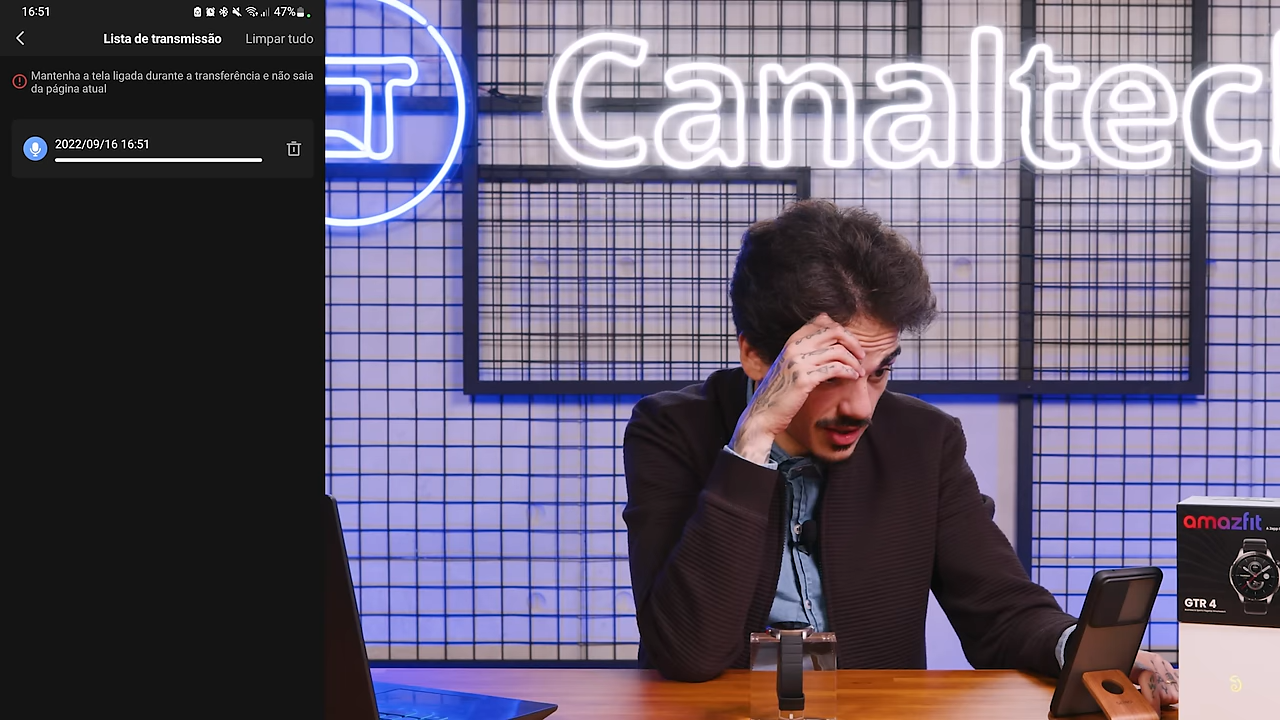 16:51
47%
Lista de transmissão
Limpar tudo
Mantenha a tela ligada durante a transferência e não saia
da página atual
2022/09/16 16:51
Canaltec
amazfit
GTR 4